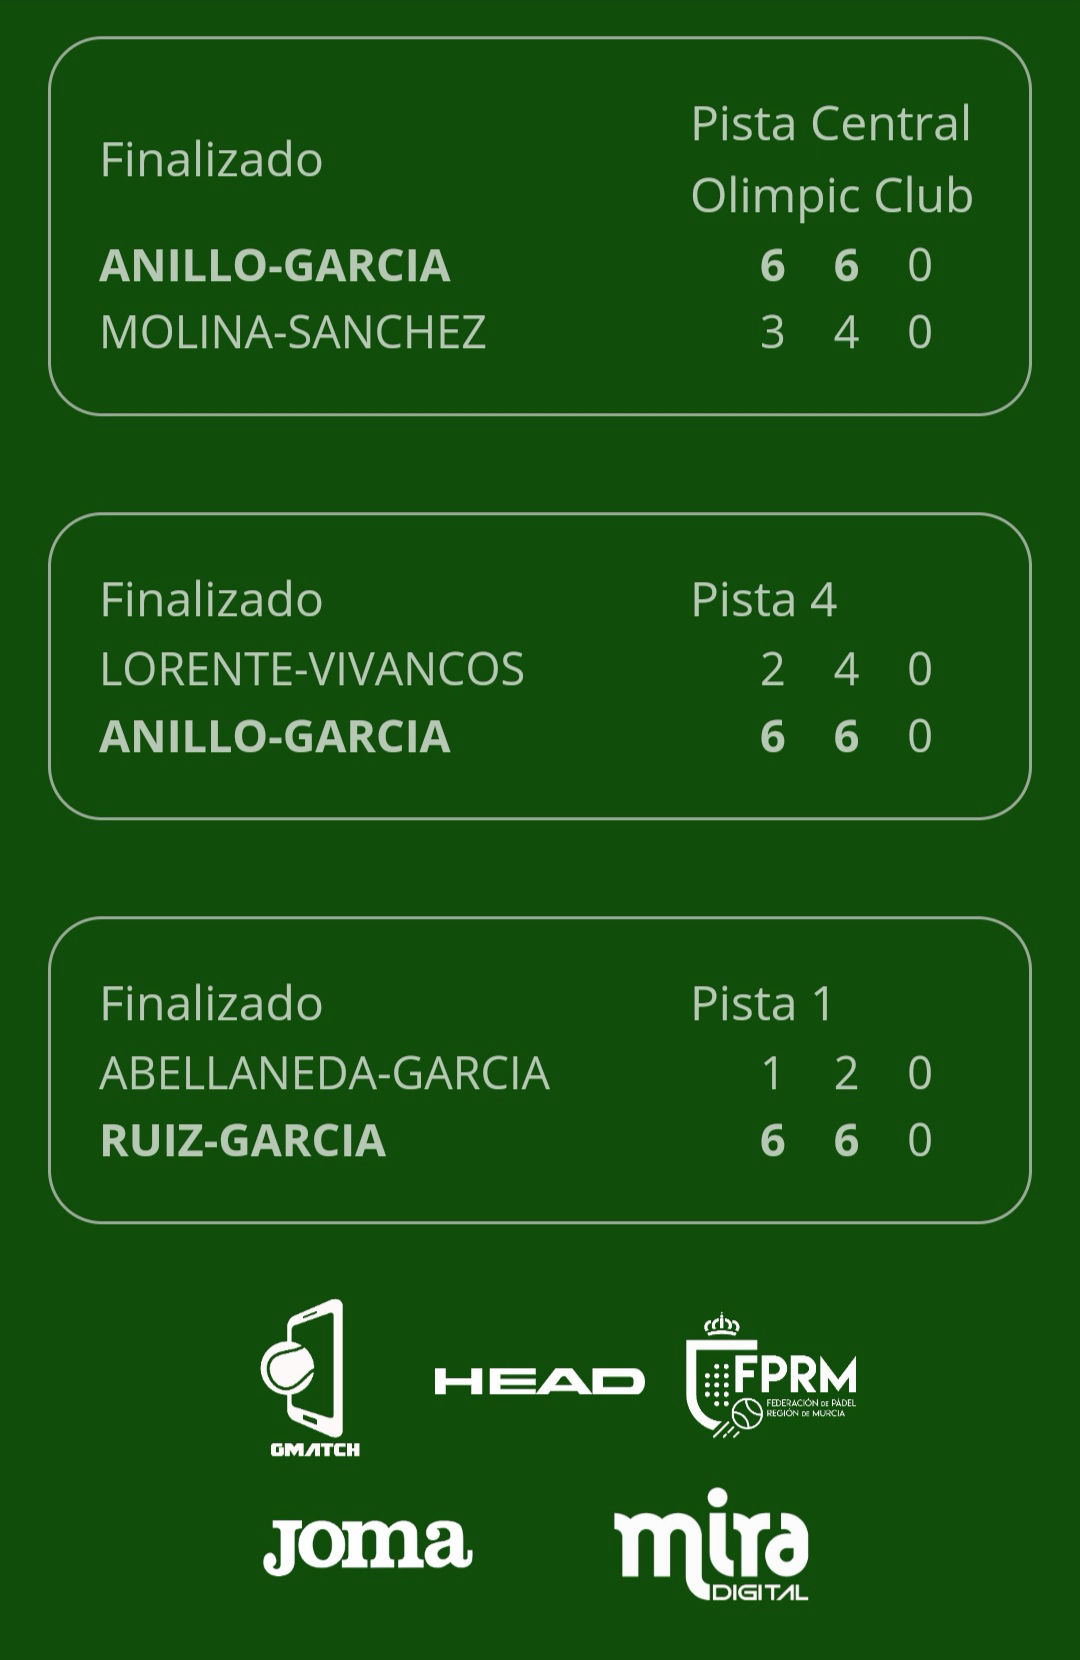 Finalizado
Pista Central
Olimpic Club
ANILLO-GARCIA 6 6 0
MOLINA-SANCHEZ 3 4 0
Finalizado Pista 4
LORENTE-VIVANCOS 2 4 0
ANILLO-GARCIA 6 6 0
Finalizado Pista 1
ABELLANEDA-GARCIA 1 2 0
RUIZ-GARCIA 6 6 0
GMATCH
HEAD
FPRM
FEDERACIÓN DE PÁDEL
REGIÓN DE MURCIA
Joma
mira
DIGITAL